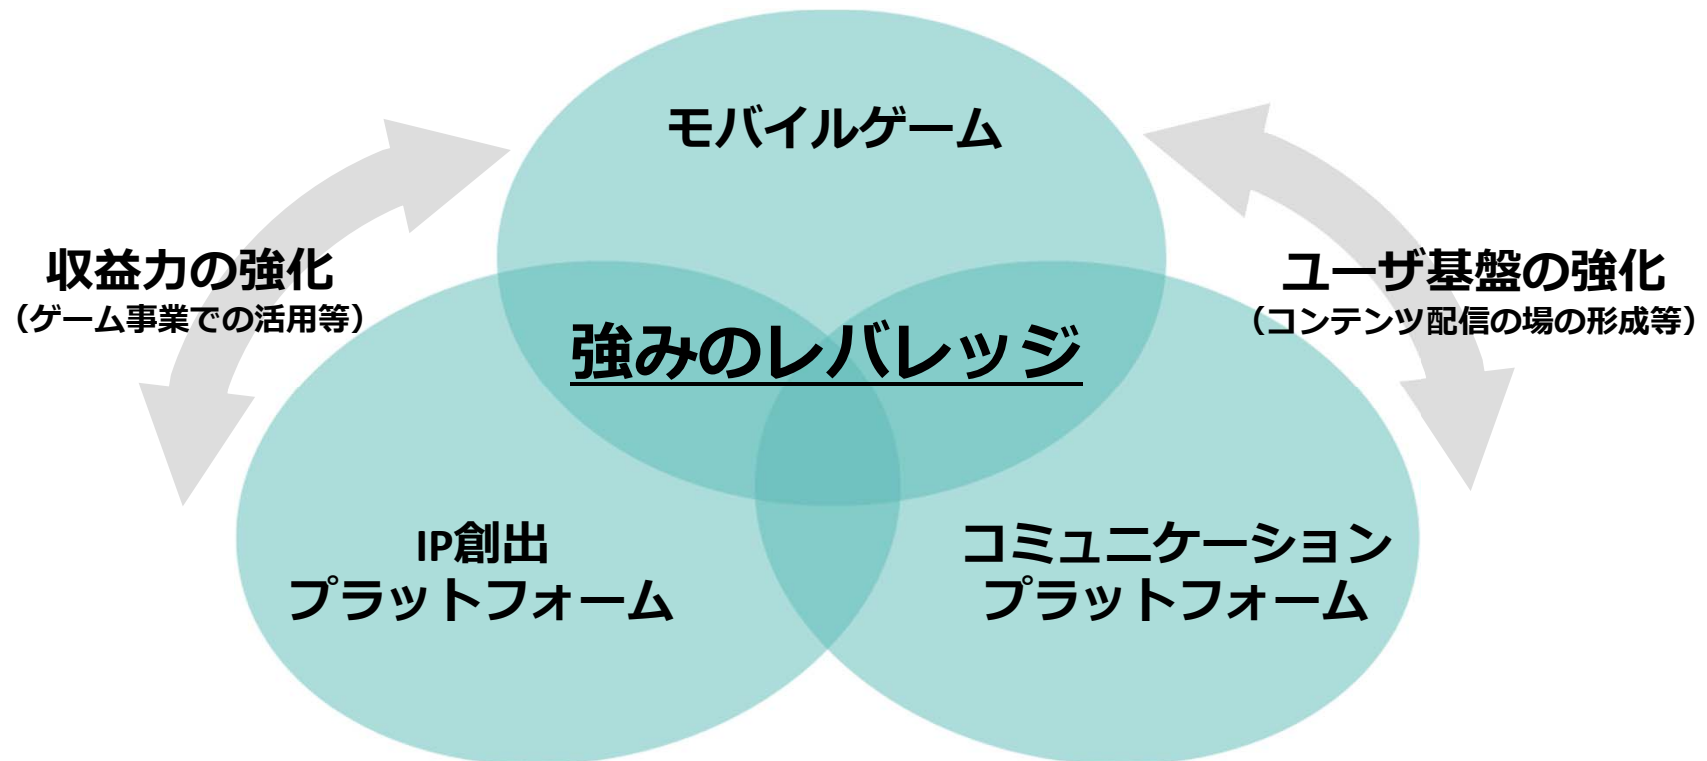 モバイルゲーム
収益力の強化
（ゲーム事業での活用等）
ユーザ基盤の強化
（コンテンツ配信の場の形成等）
強みのレバレッジ
IP創出
プラットフォーム
コミュニケーション
プラットフォーム